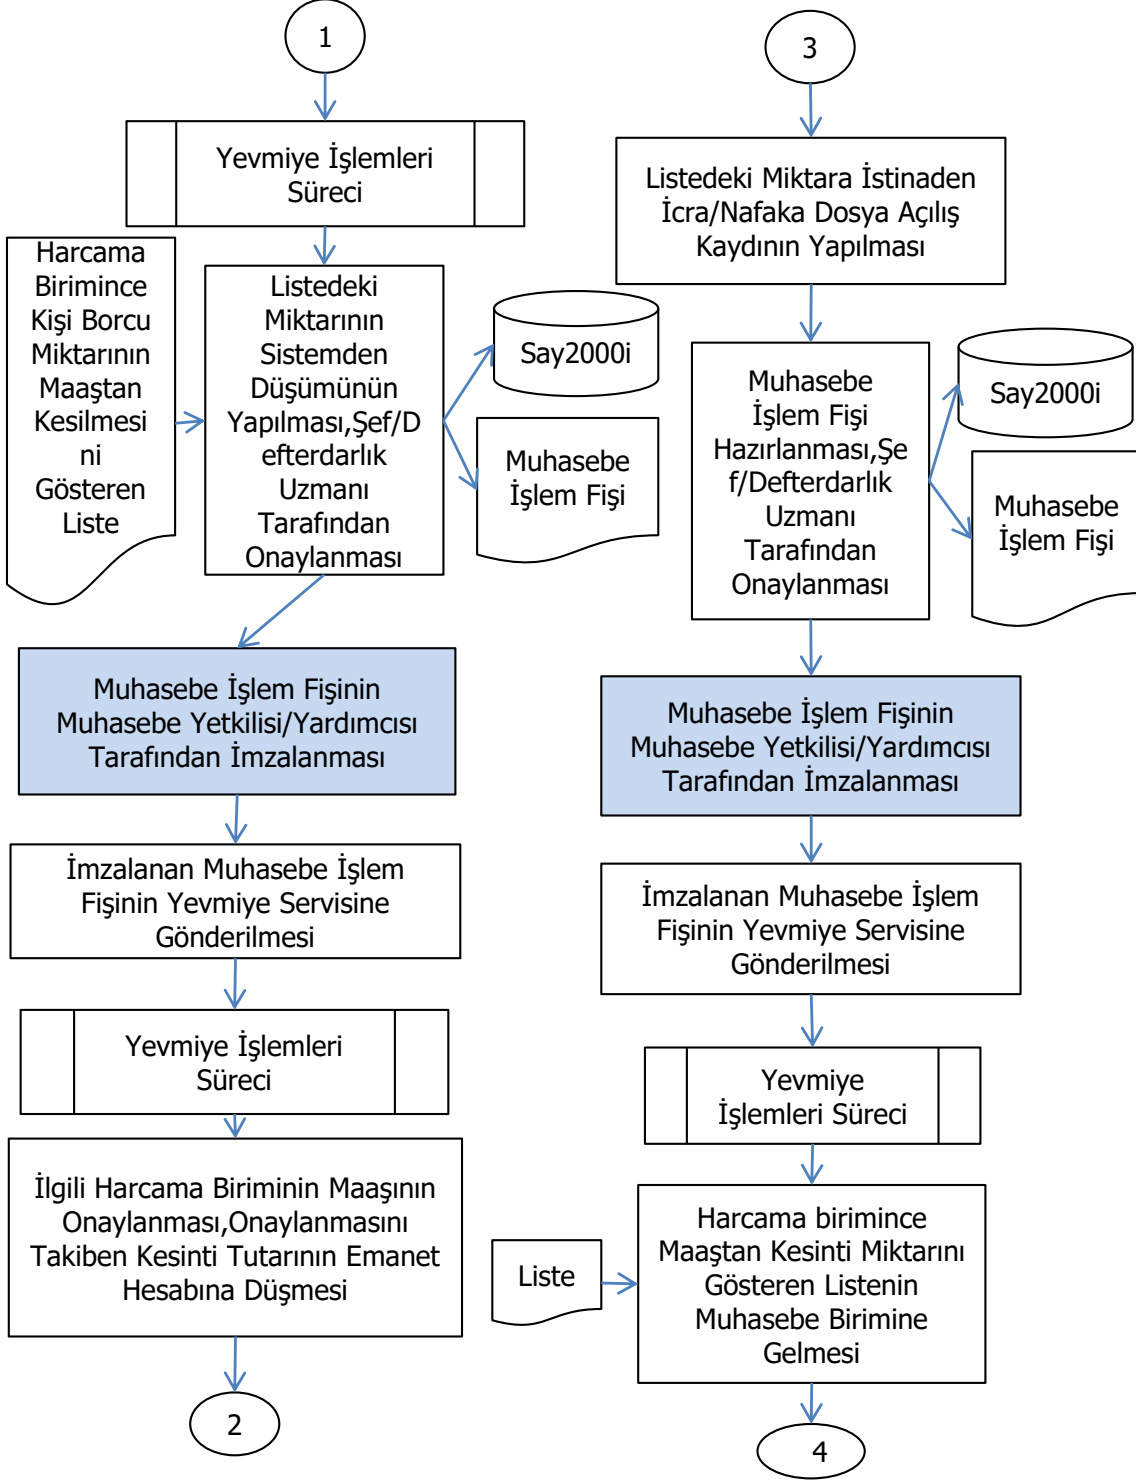 1
Yevmiye İşlemleri
Süreci
Harcama
Birimince
Kişi Borcu
Miktarının
Maaştan
Kesilmesi
ni
Gösteren
Liste
Listedeki
Miktarının
Sistemden
Düşümünün
Yapılması,Şef/D
efterdarlık
Uzmanı
Tarafından
Onaylanması
Say2000i
Muhasebe
İşlem Fişi
Muhasebe İşlem Fişinin
Muhasebe Yetkilisi/Yardımcısı
Tarafından İmzalanması
İmzalanan Muhasebe İşlem
Fişinin Yevmiye Servisine
Gönderilmesi
Yevmiye İşlemleri
Süreci
İlgili Harcama Biriminin Maaşının
Onaylanması,Onaylanmasını
Takiben Kesinti Tutarının Emanet
Hesabına Düşmesi
2
3
Listedeki Miktara İstinaden
İcra/Nafaka Dosya Açılış
Kaydının Yapılması
Muhasebe
İşlem Fişi
Hazırlanması,Şe
f/Defterdarlık
Uzmanı
Tarafından
Onaylanması
Say2000i
Muhasebe
İşlem Fişi
Muhasebe İşlem Fişinin
Muhasebe Yetkilisi/Yardımcısı
Tarafından İmzalanması
İmzalanan Muhasebe İşlem
Fişinin Yevmiye Servisine
Gönderilmesi
Yevmiye
İşlemleri Süreci
Liste
Harcama birimince
Maaştan Kesinti Miktarını
Gösteren Listenin
Muhasebe Birimine
Gelmesi
4